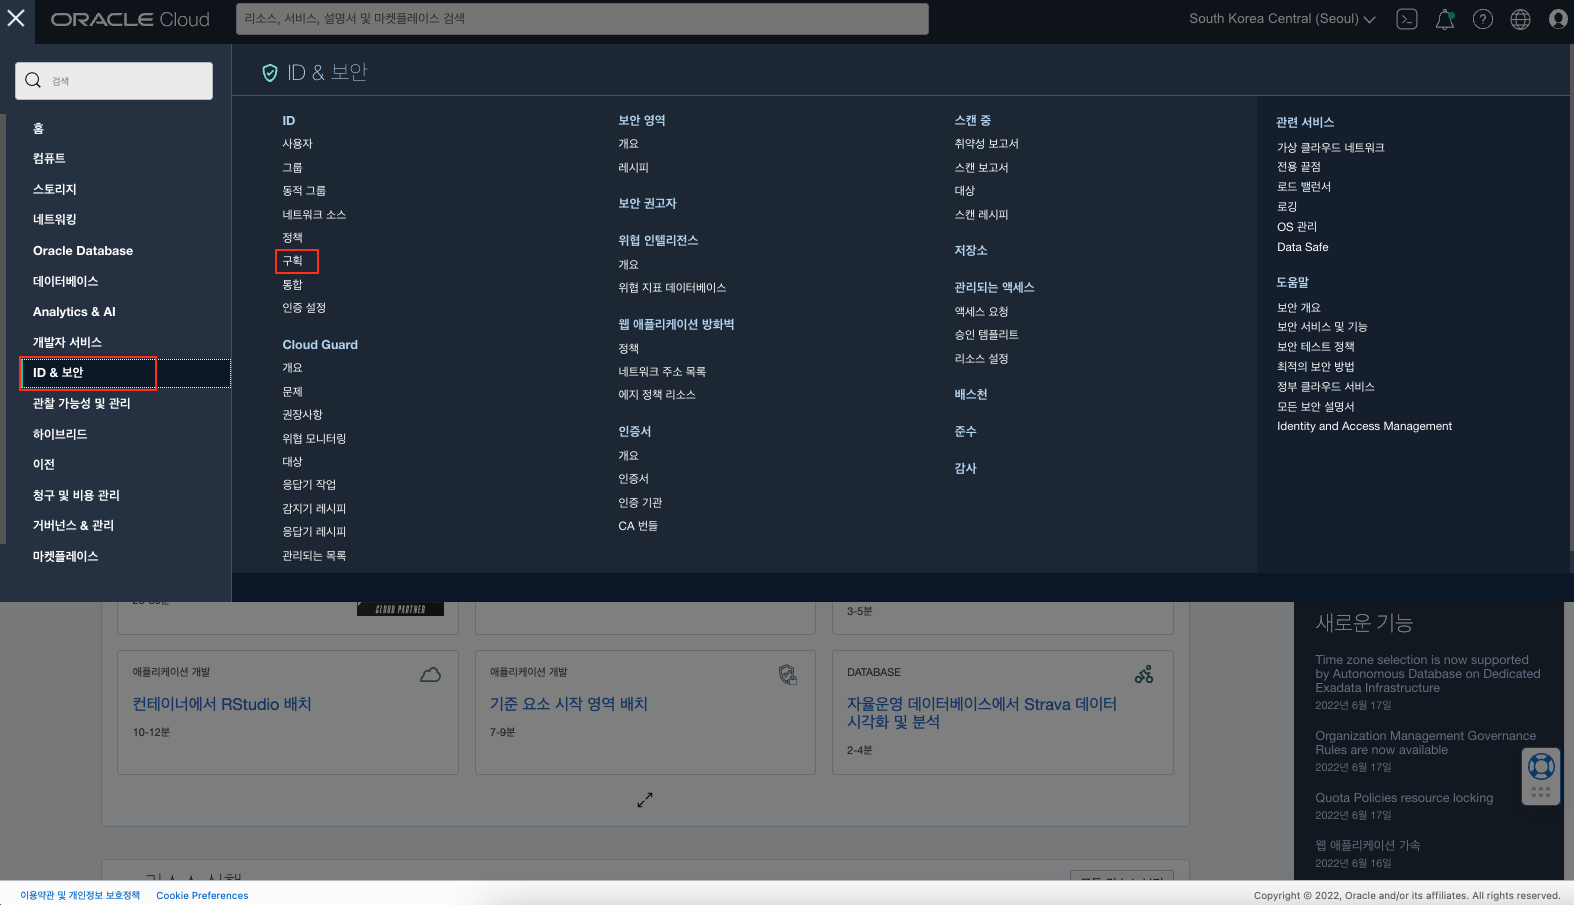 ORACLE Cloud
리소스, 서비스, 설명서 및 마켓플레이스 검색
South Korea Central (Seoul)
검색
홈
컴퓨트
스토리지
네트워킹
Oracle Database
데이터베이스
Analytics & AI
개발자 서비스
ID & 보안
관찰 가능성 및 관리
하이브리드
이전
청구 및 비용 관리
거버넌스 & 관리
마켓플레이스
ID & 보안
ID
사용자
그룹
동적 그룹
네트워크 소스
정책
구획
통합
인증 설정
Cloud Guard
개요
문제
권장사항
위협 모니터링
대상
응답기 작업
감지기 레시피
응답기 레시피
관리되는 목록
보안 영역
개요
레시피
보안 권고자
위협 인텔리전스
개요
위협 지표 데이터베이스
웹 애플리케이션 방화벽
정책
네트워크 주소 목록
에지 정책 리소스
인증서
개요
인증서
인증 기관
CA 번들
스캔 중
취약성 보고서
스캔 보고서
대상
스캔 레시피
저장소
관리되는 액세스
액세스 요청
승인 템플리트
리소스 설정
배스천
준수
감사
관련 서비스
가상 클라우드 네트워크
전용 끝점
로드 밸런서
로깅
OS 관리
Data Safe
도움말
보안 개요
보안 서비스 및 기능
보안 테스트 정책
최적의 보안 방법
정부 클라우드 서비스
모든 보안 설명서
Identity and Access Management
CLOUD PARTNER
3-5분
애플리케이션 개발
컨테이너에서 RStudio 배치
10-12분
애플리케이션 개발
기준 요소 시작 영역 배치
7-9분
DATABASE
자율운영 데이터베이스에서 Strava 데이터
시각화 및 분석
2-4분
새로운 기능
Time zone selection is now supported
by Autonomous Database on Dedicated
Exadata Infrastructure
2022년 6월 17일
Organization Management Governance
Rules are now available
2022년 6월 17일
Quota Policies resource locking
2022년 6월 17일
웹 애플리케이션 가속
2022년 6월 16일
이용약관 및 개인정보 보호정책
Cookie Preferences
Copyright © 2022, Oracle and/or its affiliates. All rights reserved.